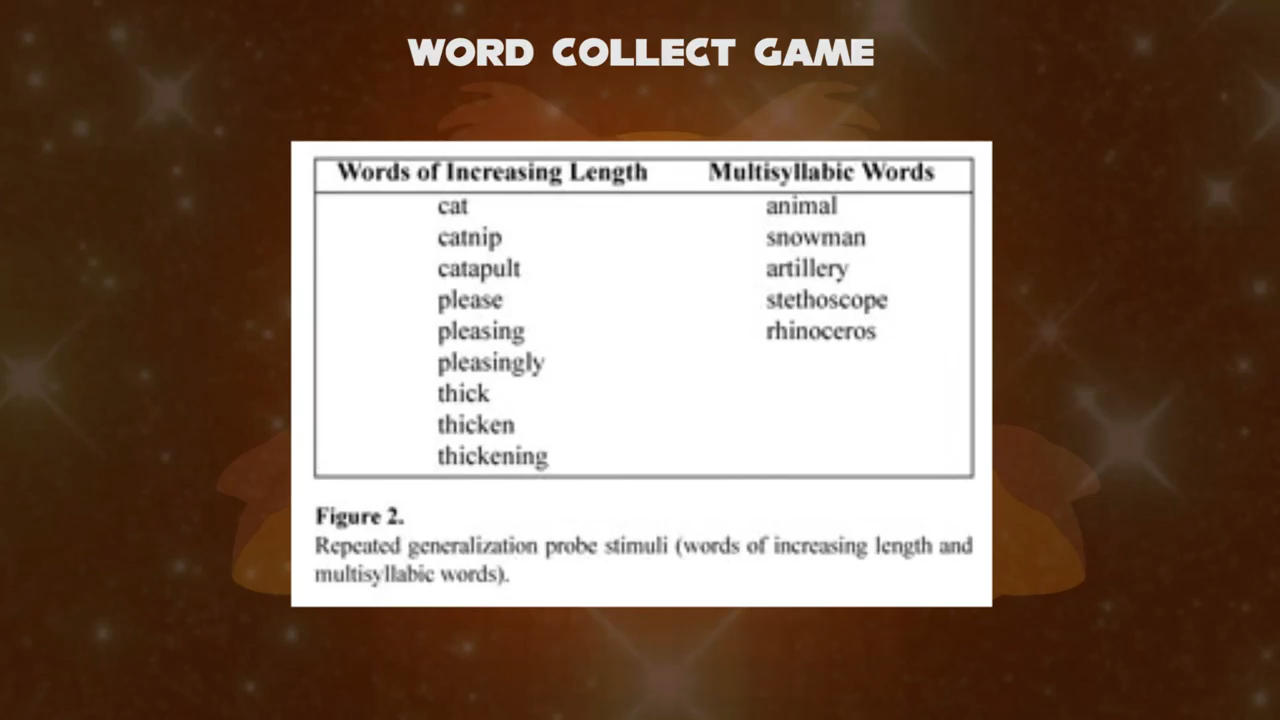 WORD COLLECT GAME
Words of Increasing Length Multisyllabic Words
cat animal
catnip snowman
catapult artillery
please stethoscope
pleasing rhinoceros
pleasingly
thick
thicken
thickening
Figure 2.
Repeated generalization probe stimuli (words of increasing length and
multisyllabic words).